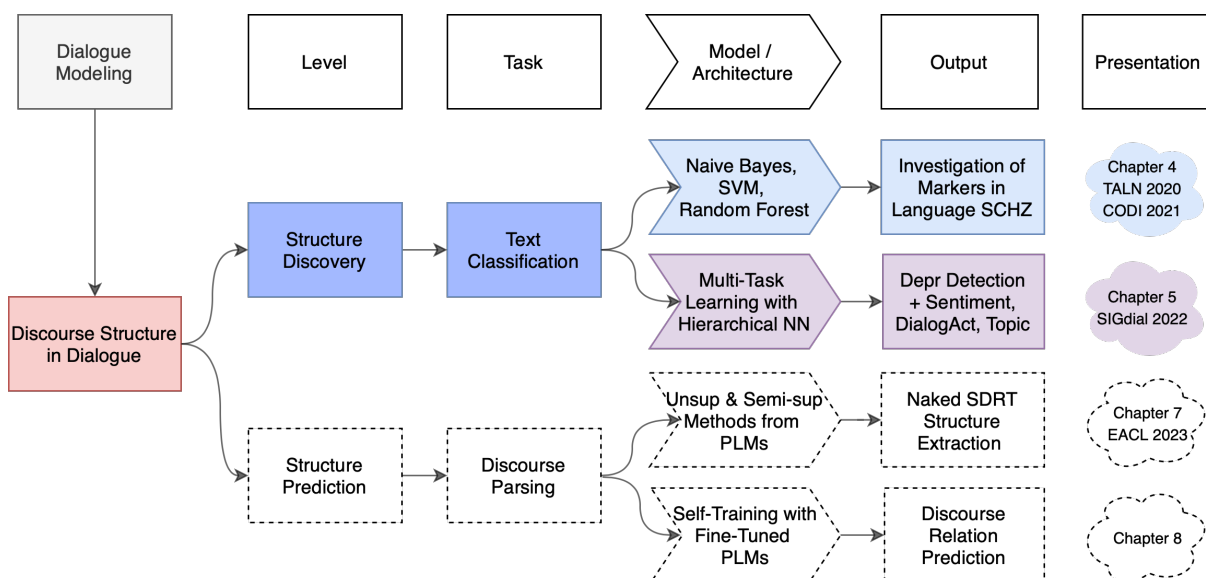 Dialogue
Modeling
Level
Task
Model /
Architecture
Output
Presentation
Naive Bayes,
SVM,
Random Forest
Investigation of
Markers in
Language SCHZ
Chapter 4
TALN 2020
CODI 2021
Structure
Discovery
Text
Classification
Multi-Task
Learning with
Hierarchical NN
Depr Detection
+ Sentiment,
DialogAct, Topic
Chapter 5
SIGdial 2022
Discourse Structure
in Dialogue
Unsup & Semi-sup
Methods from
PLMs
Naked SDRT
Structure
Extraction
Chapter 7
EACL 2023
Structure
Prediction
Discourse
Parsing
Self-Training with
Fine-Tuned
PLMs
Discourse
Relation
Prediction
Chapter 8